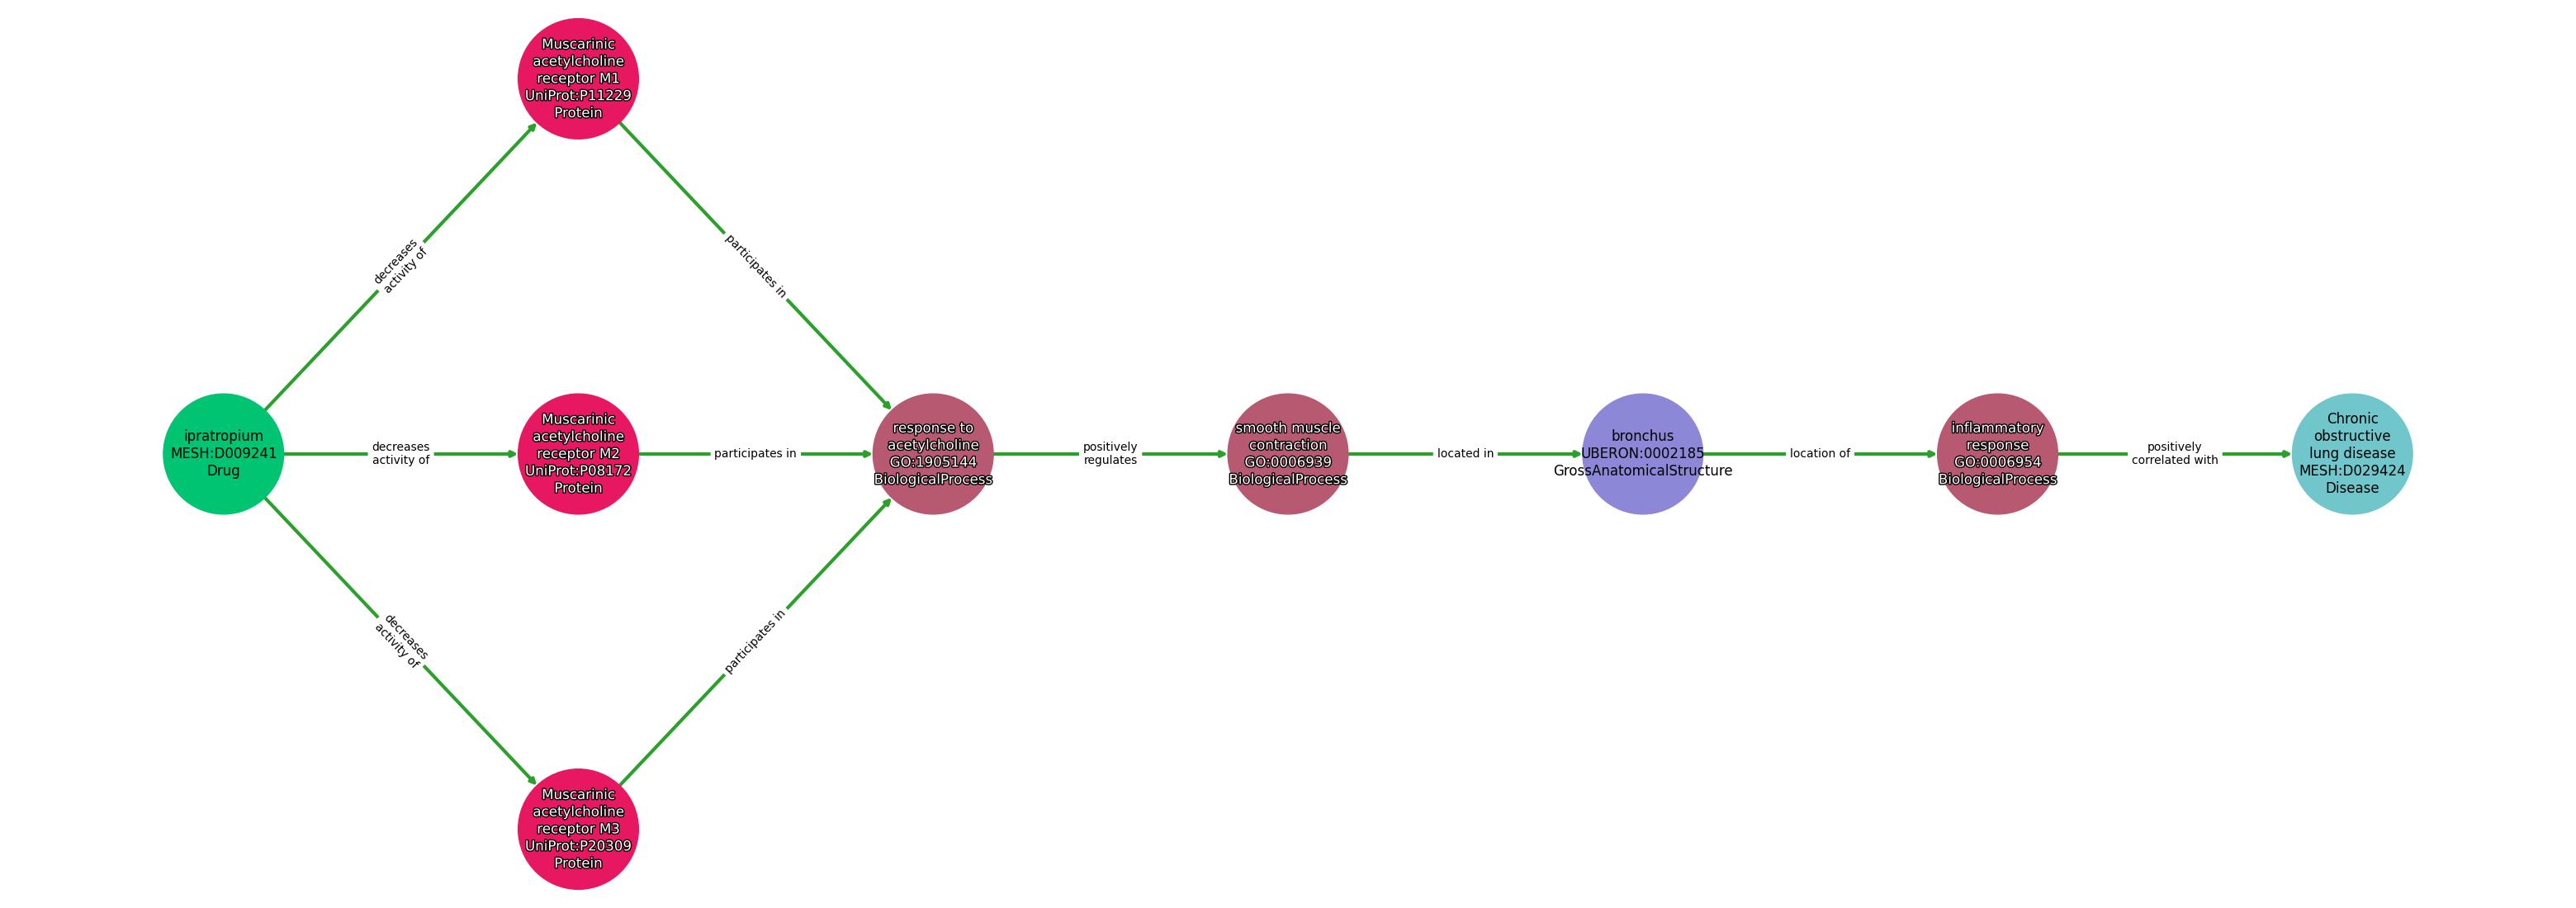 Muscarinic
acetylcholine
receptor M1
UniProt:P11229
Protein
decreases
activity of
participates in
ipratropium
MESH:D009241
Drug
decreases
activity of
Muscarinic
acetylcholine
receptor M2
UniProt:P08172
Protein
participates in
response to
acetylcholine
GO:1905144
BiologicalProcess
positively
regulates
smooth muscle
contraction
GO:0006939
BiologicalProcess
located in
bronchus
UBERON:0002185
GrossAnatomicalStructure
location of
inflammatory
response
GO:0006954
BiologicalProcess
positively
correlated with
Chronic
obstructive
lung disease
MESH:D029424
Disease
decreases
activity of
participates in
Muscarinic
acetylcholine
receptor M3
UniProt:P20309
Protein